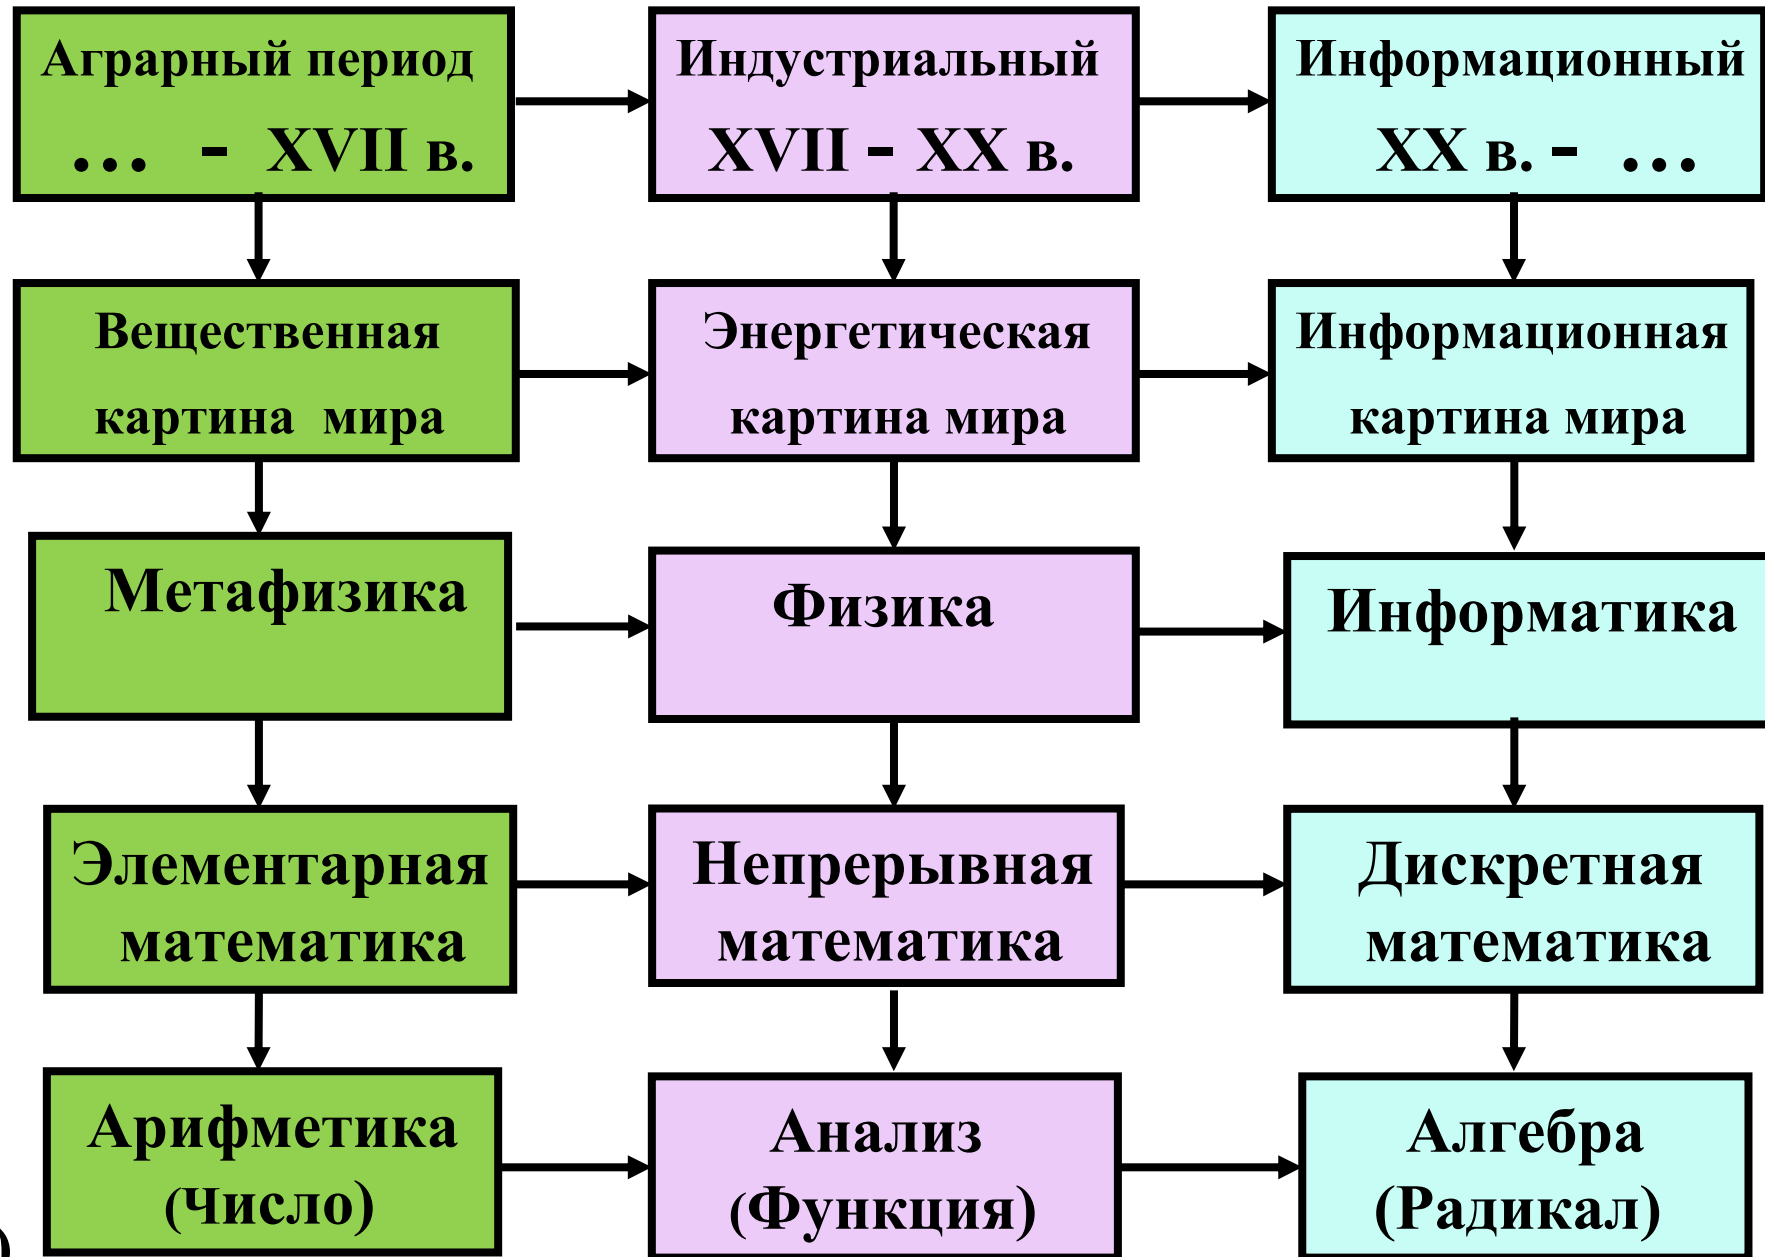 Аграрный период
... - XVII в.
Индустриальный
XVII - XX в.
Информационный
XX в. - ...
Вещественная
картина мира
Энергетическая
картина мира
Информационная
картина мира
Метафизика
Физика
Информатика
Элементарная
математика
Непрерывная
математика
Дискретная
математика
Арифметика
(Число)
Анализ
(Функция)
Алгебра
(Радикал)
)